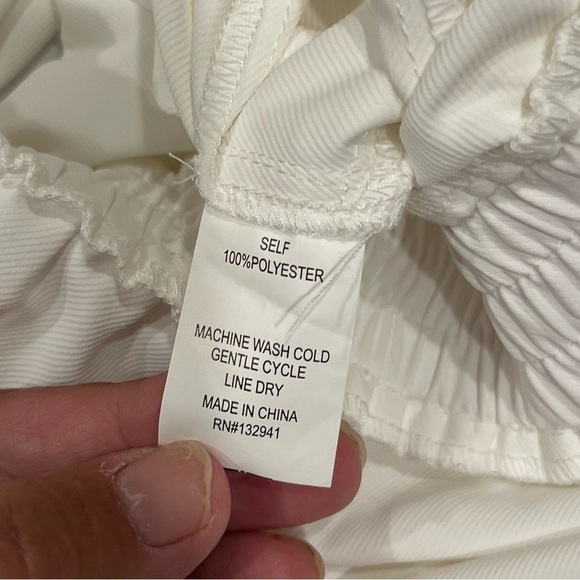 SELF
100%POLYESTER
MACHINE WASH COLD
GENTLE CYCLE
LINE DRY
MADE IN CHINA
RN#132941